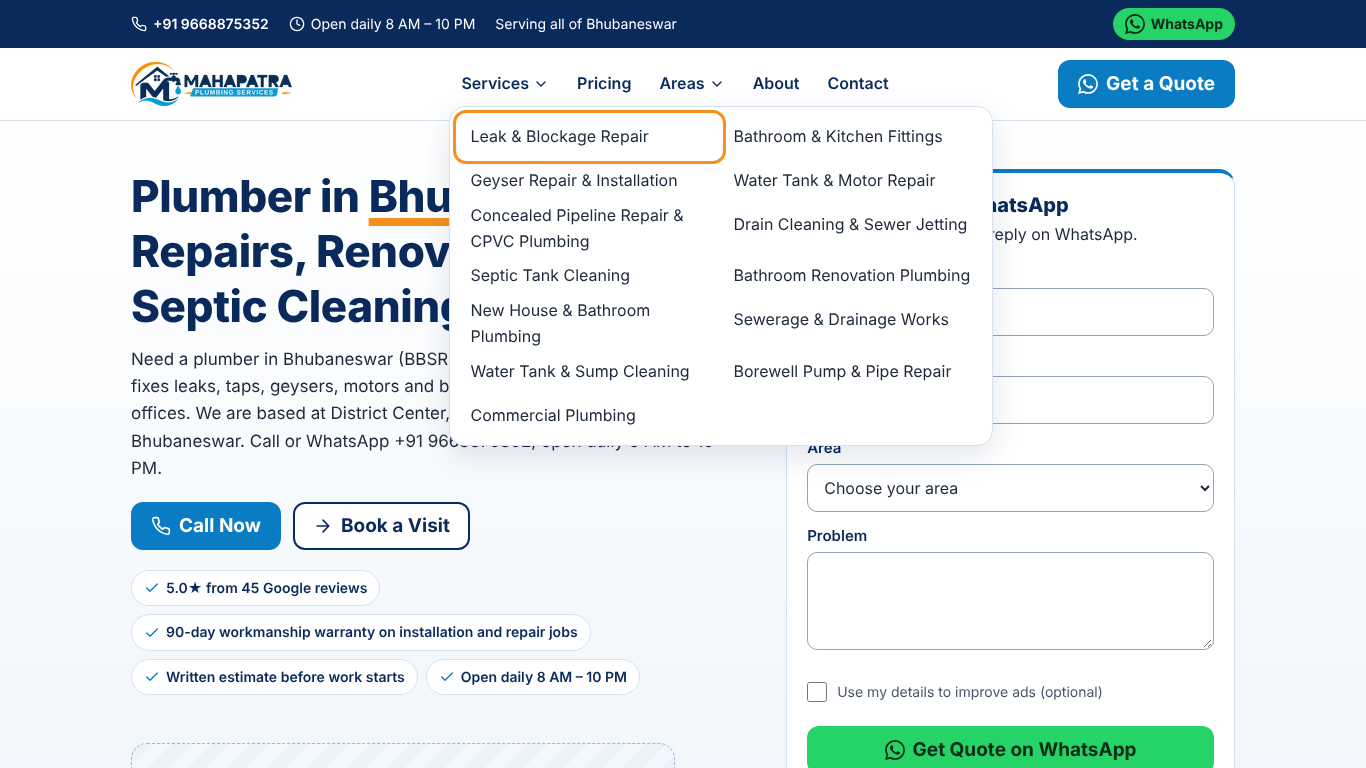 +91 9668875352
Open daily 8 AM – 10 PM
Serving all of Bhubaneswar
WhatsApp
MAHAPATRA
PLUMBING SERVICES
Services
Pricing
Areas
About
Contact
Get a Quote
Leak & Blockage Repair
Bathroom & Kitchen Fittings
Geyser Repair & Installation
Water Tank & Motor Repair
Concealed Pipeline Repair &
CPVC Plumbing
Drain Cleaning & Sewer Jetting
Septic Tank Cleaning
Bathroom Renovation Plumbing
New House & Bathroom
Plumbing
Sewerage & Drainage Works
Water Tank & Sump Cleaning
Borewell Pump & Pipe Repair
Commercial Plumbing
Plumber in Bhu
Repairs, Renov
Septic Cleaning
Need a plumber in Bhubaneswar (BBSR
fixes leaks, taps, geysers, motors and b
offices. We are based at District Center,
Bhubaneswar. Call or WhatsApp +91
PM.
Call Now
Book a Visit
5.0★ from 45 Google reviews
90-day workmanship warranty on installation and repair jobs
Written estimate before work starts
Open daily 8 AM – 10 PM
hatsApp
reply on WhatsApp.
Area
Choose your area
Problem
Use my details to improve ads (optional)
Get Quote on WhatsApp